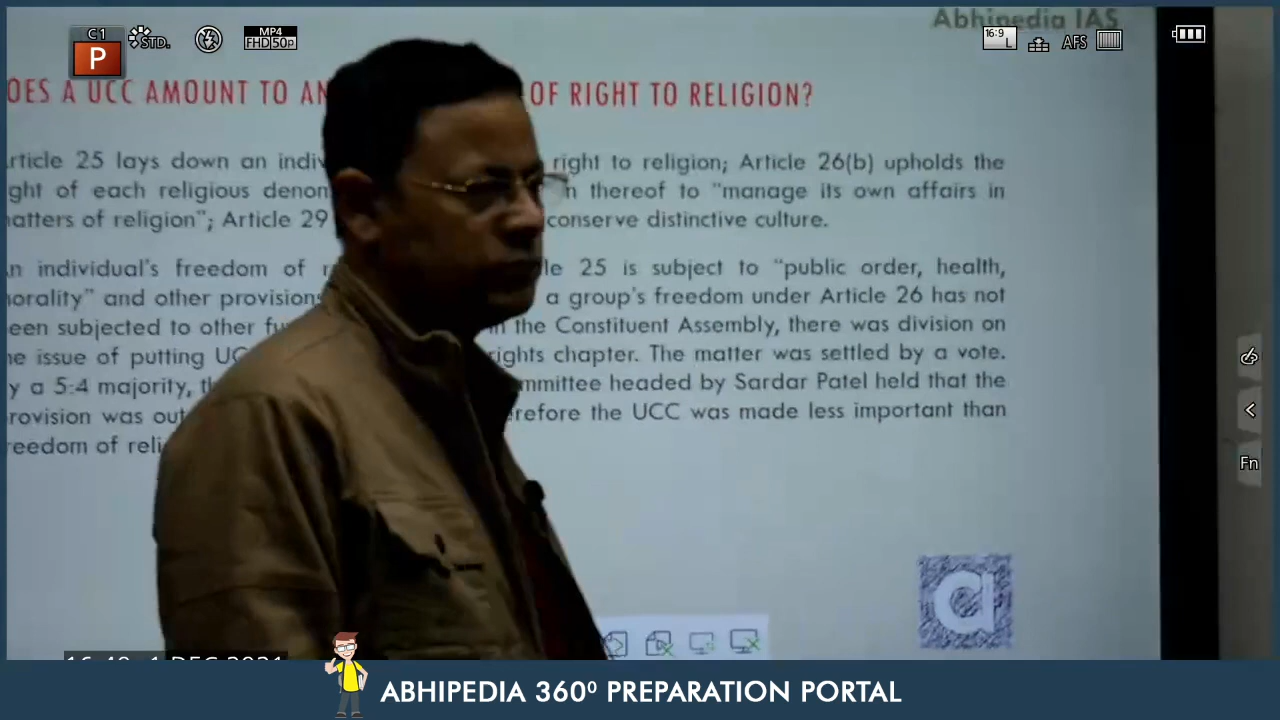 Abhipedia IAS
C1
P
STD.
MP4
FHD 50p
16:9
L
AFS
OES A UCC AMOUNT TO AN OF RIGHT TO RELIGION?
rticle 25 lays down an indiv right to religion; Article 26(b) upholds the
ght of each religious denom n thereof to “manage its own affairs in
atters of religion”; Article 29 conserve distinctive culture.
n individual’s freedom of r le 25 is subject to “public order, health,
orality” and other provisions a group’s freedom under Article 26 has not
een subjected to other fu in the Constituent Assembly, there was division on
he issue of putting UC rights chapter. The matter was settled by a vote.
y a 5:4 majority, th mmittee headed by Sardar Patel held that the
rovision was out erefore the UCC was made less important than
reedom of reli
Fn
a
ABHIPEDIA 360⁰ PREPARATION PORTAL